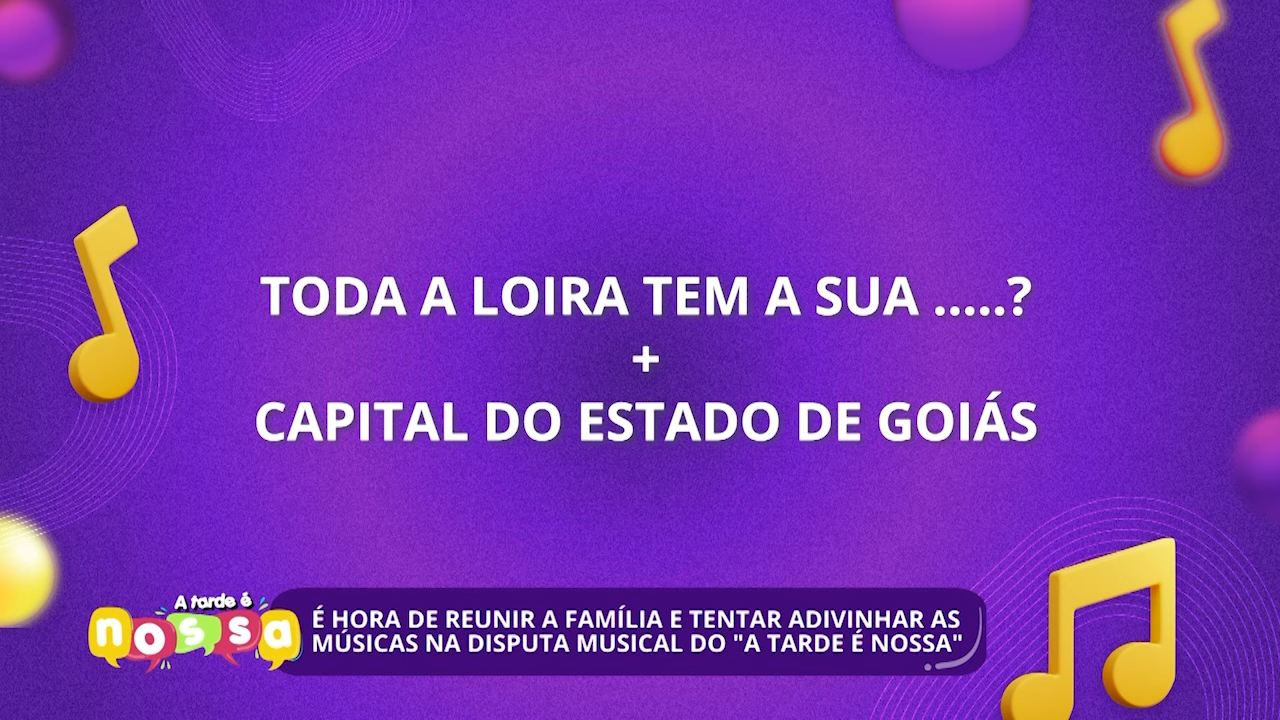 TODA A LOIRA TEM A SUA .....?
+
CAPITAL DO ESTADO DE GOIÁS
A tarde é
nossa
É HORA DE REUNIR A FAMÍLIA E TENTAR ADIVINHAR AS
MÚSICAS NA DISPUTA MUSICAL DO "A TARDE É NOSSA"